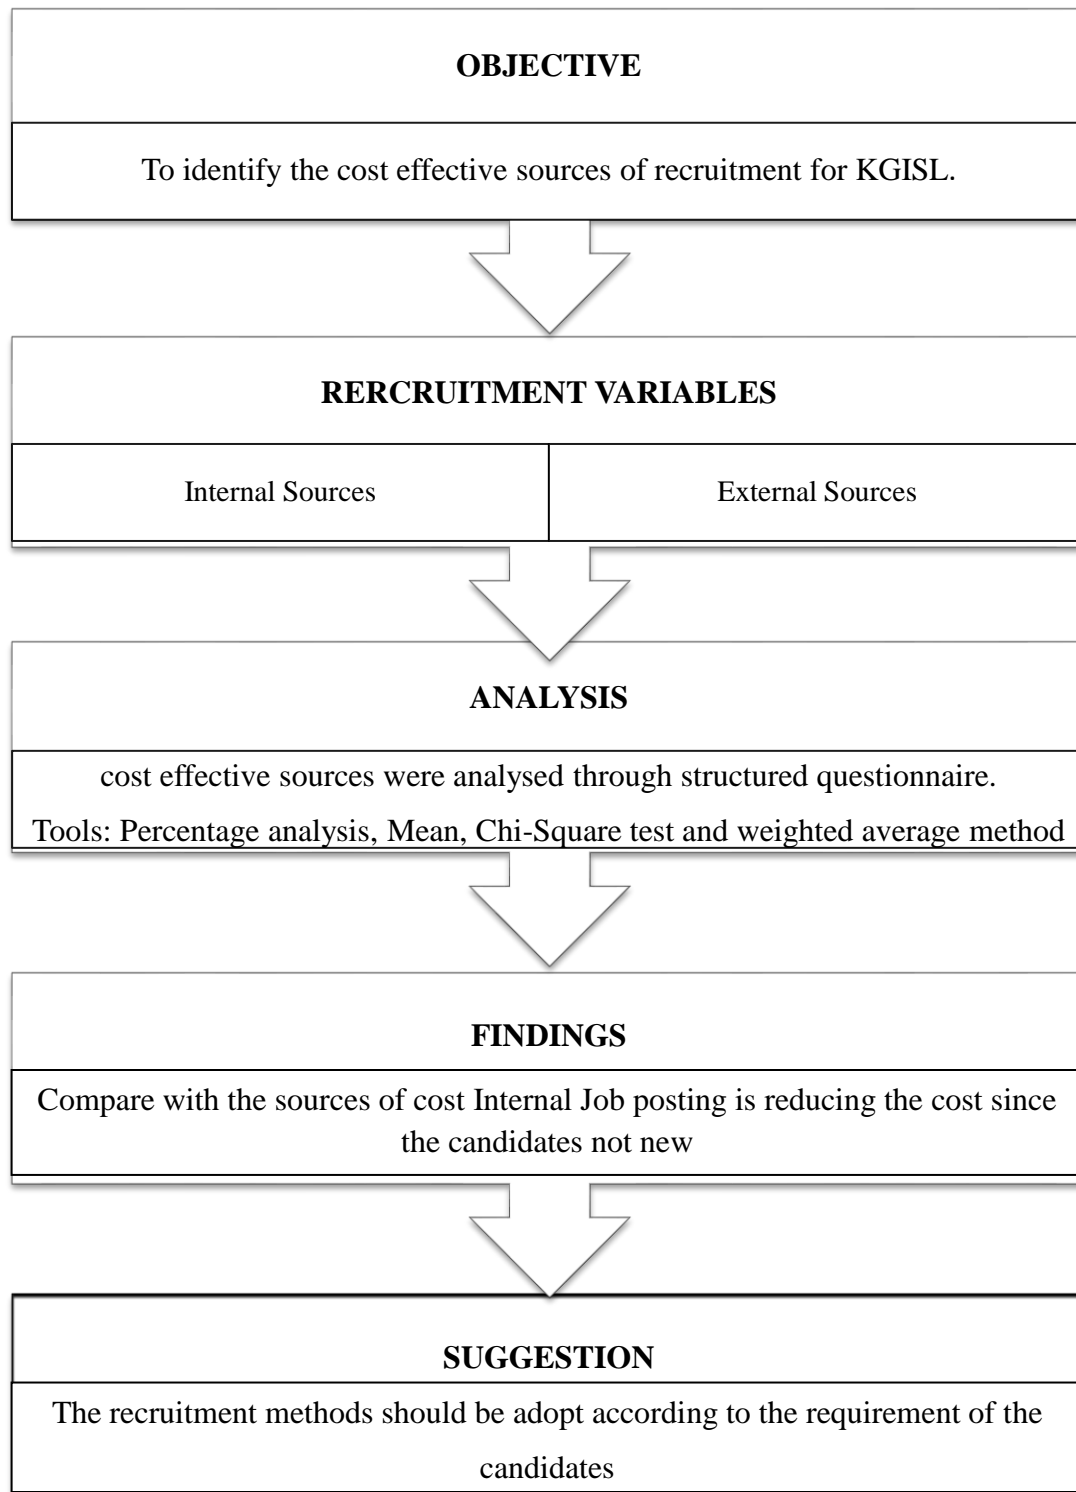 OBJECTIVE
To identify the cost effective sources of recruitment for KGISL.
RERCRUITMENT VARIABLES
Internal Sources
External Sources
ANALYSIS
cost effective sources were analysed through structured questionnaire.
Tools: Percentage analysis, Mean, Chi-Square test and weighted average method
FINDINGS
Compare with the sources of cost Internal Job posting is reducing the cost since
the candidates not new
SUGGESTION
The recruitment methods should be adopt according to the requirement of the
candidates